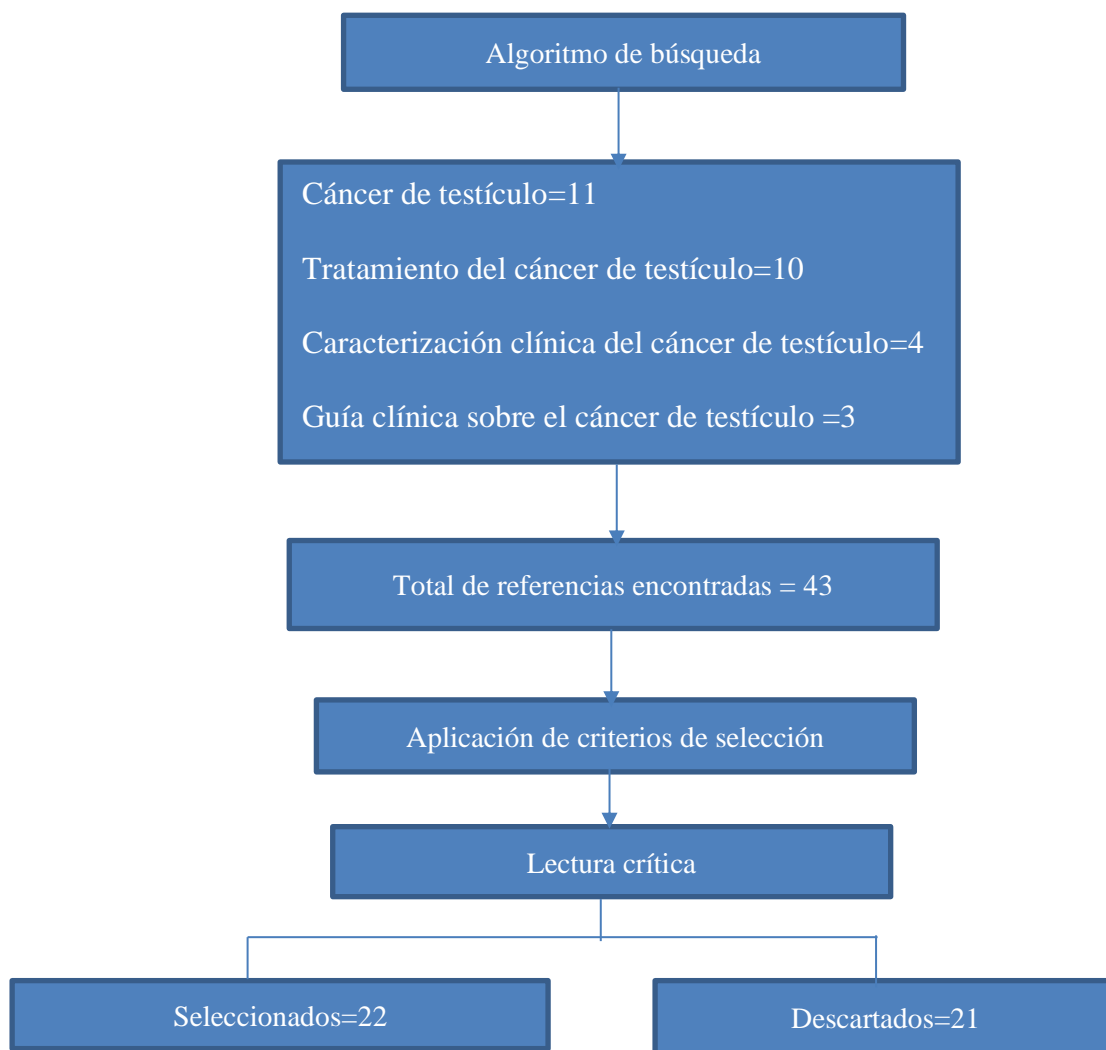 Algoritmo de búsqueda
Cáncer de testículo=11
Tratamiento del cáncer de testículo=10
Caracterización clínica del cáncer de testículo=4
Guía clínica sobre el cáncer de testículo =3
Total de referencias encontradas = 43
Aplicación de criterios de selección
Lectura crítica
Seleccionados=22
Descartados=21